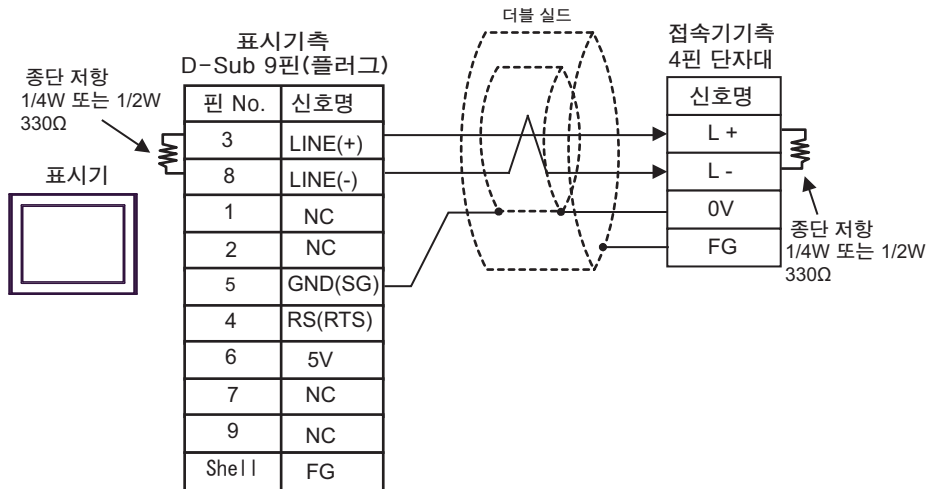 더블 실드
표시기측
D-Sub 9핀(플러그)
접속기기측
4핀 단자대
종단 저항
1/4W 또는 1/2W
330Ω
표시기
핀 No. 신호명
3 LINE(+)
8 LINE(-)
1 NC
2 NC
5 GND(SG)
4 RS(RTS)
6 5V
7 NC
9 NC
Shell FG
신호명
L +
L -
0V
FG
종단 저항
1/4W 또는 1/2W
330Ω